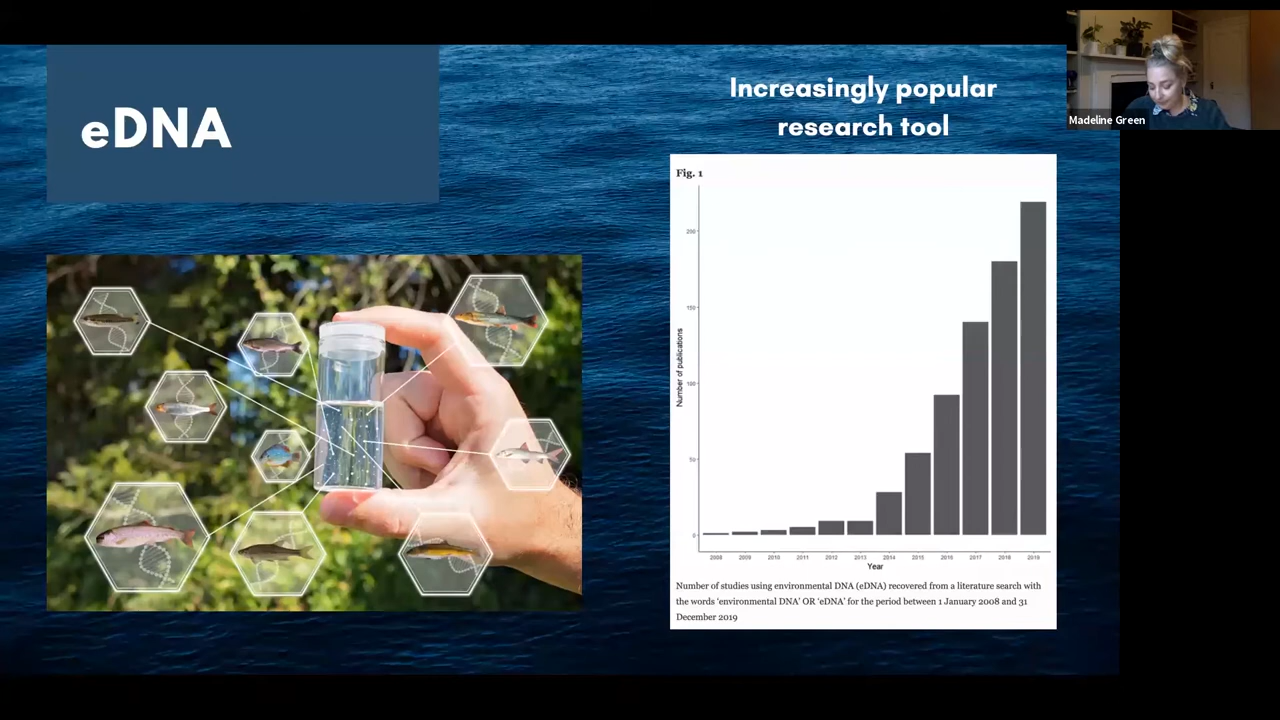 eDNA
Increasingly popular
research tool
Madeline Green
Fig. 1
Number of publications
200
150
100
50
0
2008 2009 2010 2011 2012 2013 2014 2015 2016 2017 2018 2019
Year
Number of studies using environmental DNA (eDNA) recovered from a literature search with
the words ‘environmental DNA’ OR ‘eDNA’ for the period between 1 January 2008 and 31
December 2019